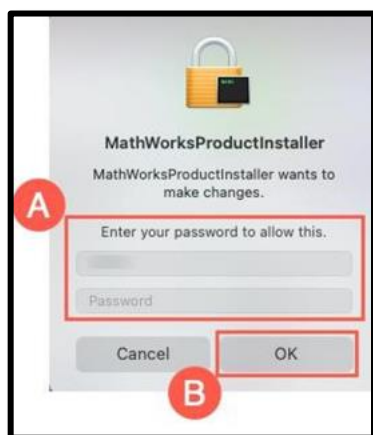 MathWorksProductInstaller
MathWorksProductInstaller wants to
make changes.
A
Enter your password to allow this.
Password
Cancel
OK
B